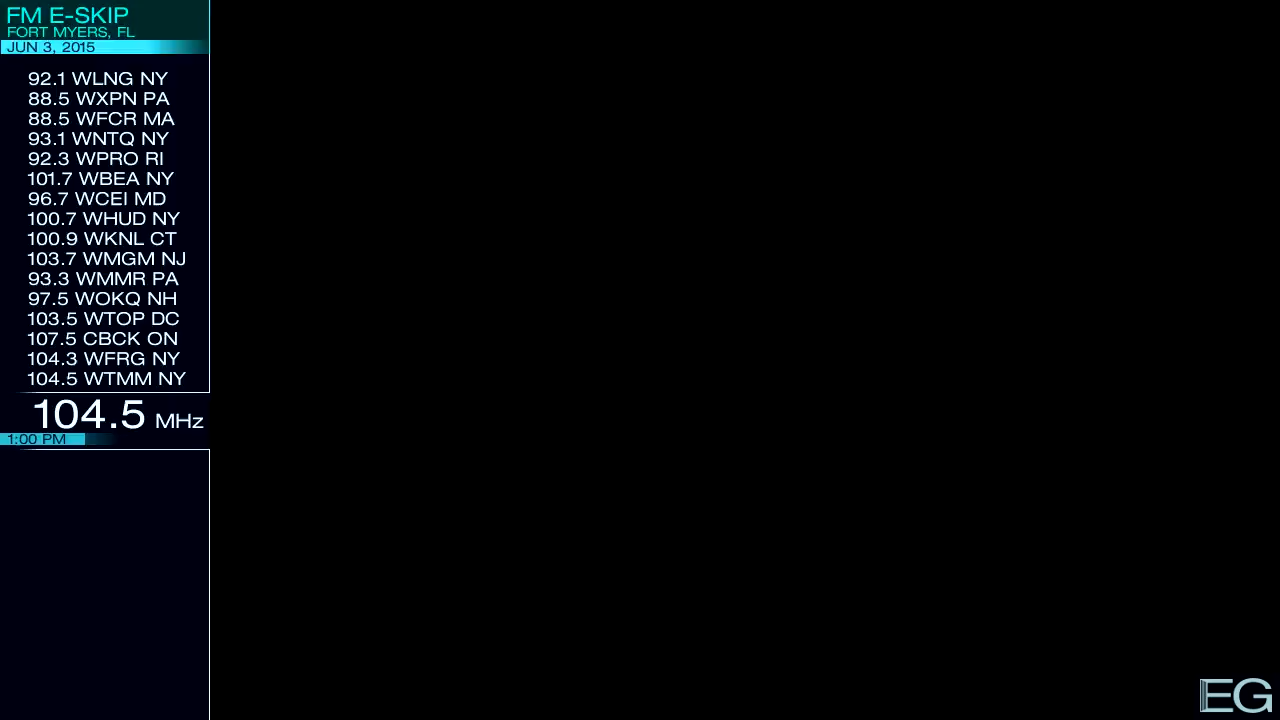 FM E-SKIP
FORT MYERS, FL
JUN 3, 2015
92.1 WLNG NY
88.5 WXPN PA
88.5 WFCR MA
93.1 WNTQ NY
92.3 WPRO RI
101.7 WBEA NY
96.7 WCEI MD
100.7 WHUD NY
100.9 WKNL CT
103.7 WMGM NJ
93.3 WMMR PA
97.5 WOKQ NH
103.5 WTOP DC
107.5 CBCK ON
104.3 WFRG NY
104.5 WTMM NY
104.5 MHz
1:00 PM
EG